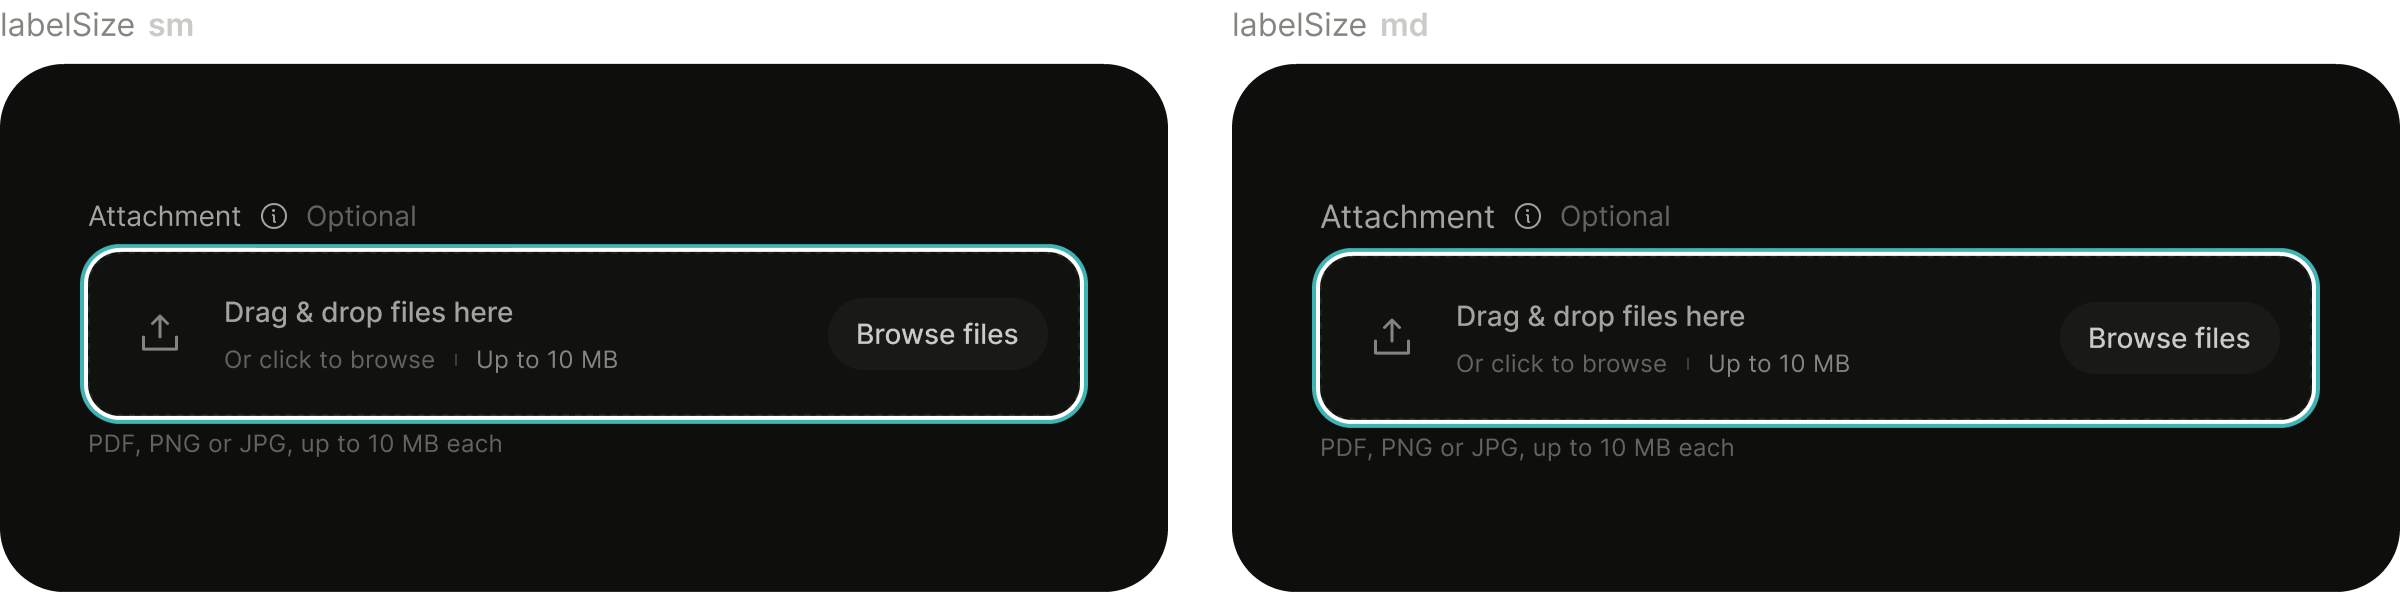 labelSize sm
Attachment Optional
Drag & drop files here
Or click to browse Up to 10 MB
Browse files
PDF, PNG or JPG, up to 10 MB each
labelSize md
Attachment Optional
Drag & drop files here
Or click to browse Up to 10 MB
Browse files
PDF, PNG or JPG, up to 10 MB each